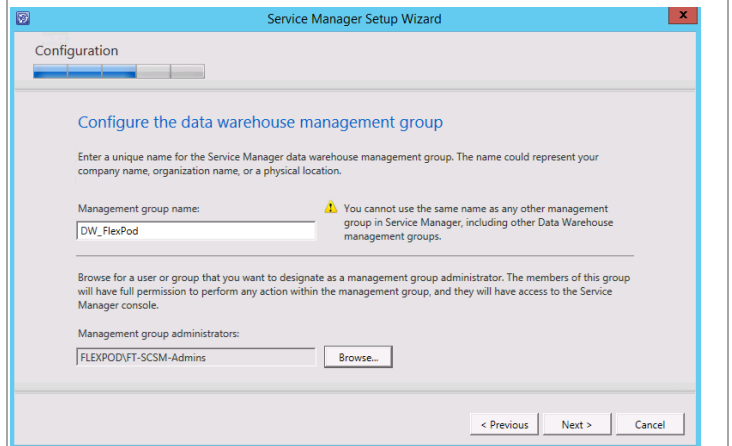 Service Manager Setup Wizard
x
Configuration
Configure the data warehouse management group
Enter a unique name for the Service Manager data warehouse management group. The name could represent your
company name, organization name, or a physical location.
Management group name:
DW_FlexPod
You cannot use the same name as any other management
group in Service Manager, including other Data Warehouse
management groups.
Browse for a user or group that you want to designate as a management group administrator. The members of this group
will have full permission to perform any action within the management group, and they will have access to the Service
Manager console.
Management group administrators:
FLEXPOD\FT-SCSM-Admins
Browse...
< Previous
Next >
Cancel